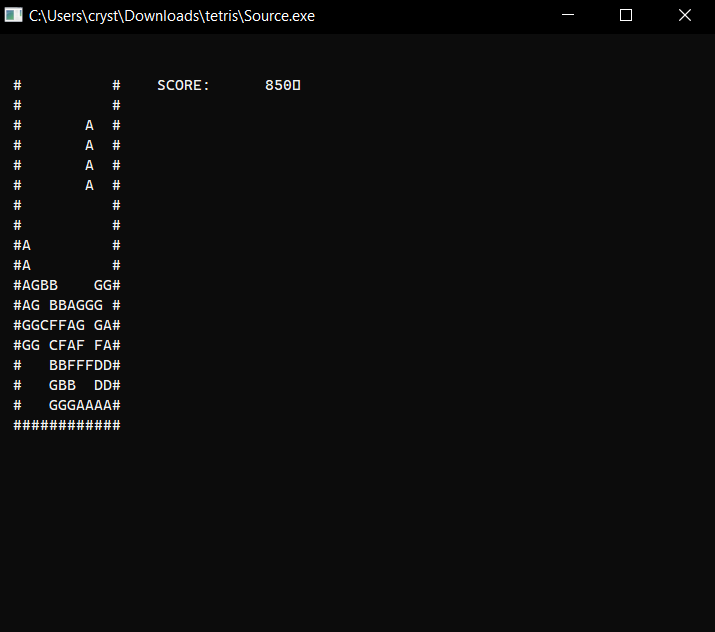 C:\Users\cryst\Downloads\tetris\Source.exe
#          #    SCORE:      850▯
#          #
#       A  #
#       A  #
#       A  #
#       A  #
#          #
#          #
#A         #
#A         #
#AGBB    GG#
#AG BBAGGG #
#GGCFFAG GA#
#GG CFAF FA#
#   BBFFFDD#
#   GBB  DD#
#   GGGAAAA#
############